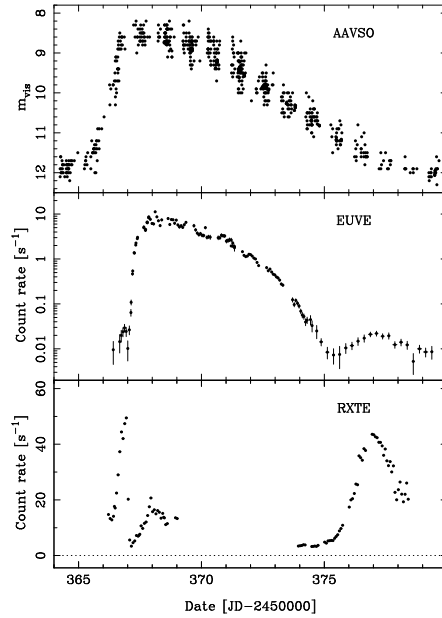 AAVSO
m_vis
8
9
10
11
12
EUVE
Count rate [s⁻¹]
10
1
0.1
0.01
RXTE
Count rate [s⁻¹]
60
40
20
0
365 370 375
Date [JD−2450000]